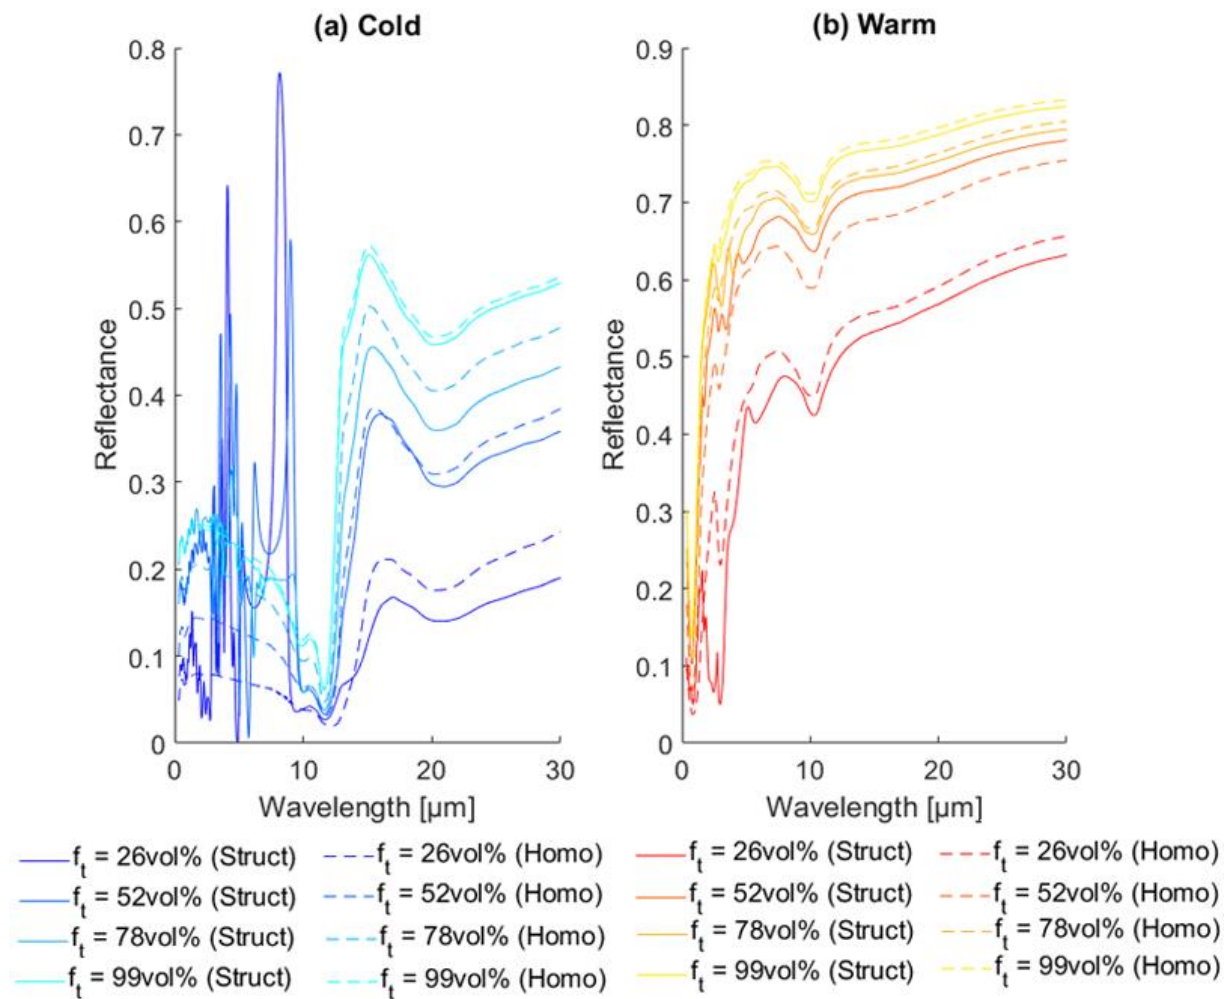 (a) Cold
(b) Warm
0.8
0.7
0.6
0.5
0.4
0.3
0.2
0.1
0
Reflectance
0 10 20 30
Wavelength [µm]
0.9
0.8
0.7
0.6
0.5
0.4
0.3
0.2
0.1
0
Reflectance
0 10 20 30
Wavelength [µm]
f_t = 26vol% (Struct)
f_t = 52vol% (Struct)
f_t = 78vol% (Struct)
f_t = 99vol% (Struct)
f_t = 26vol% (Homo)
f_t = 52vol% (Homo)
f_t = 78vol% (Homo)
f_t = 99vol% (Homo)
f_t = 26vol% (Struct)
f_t = 52vol% (Struct)
f_t = 78vol% (Struct)
f_t = 99vol% (Struct)
f_t = 26vol% (Homo)
f_t = 52vol% (Homo)
f_t = 78vol% (Homo)
f_t = 99vol% (Homo)